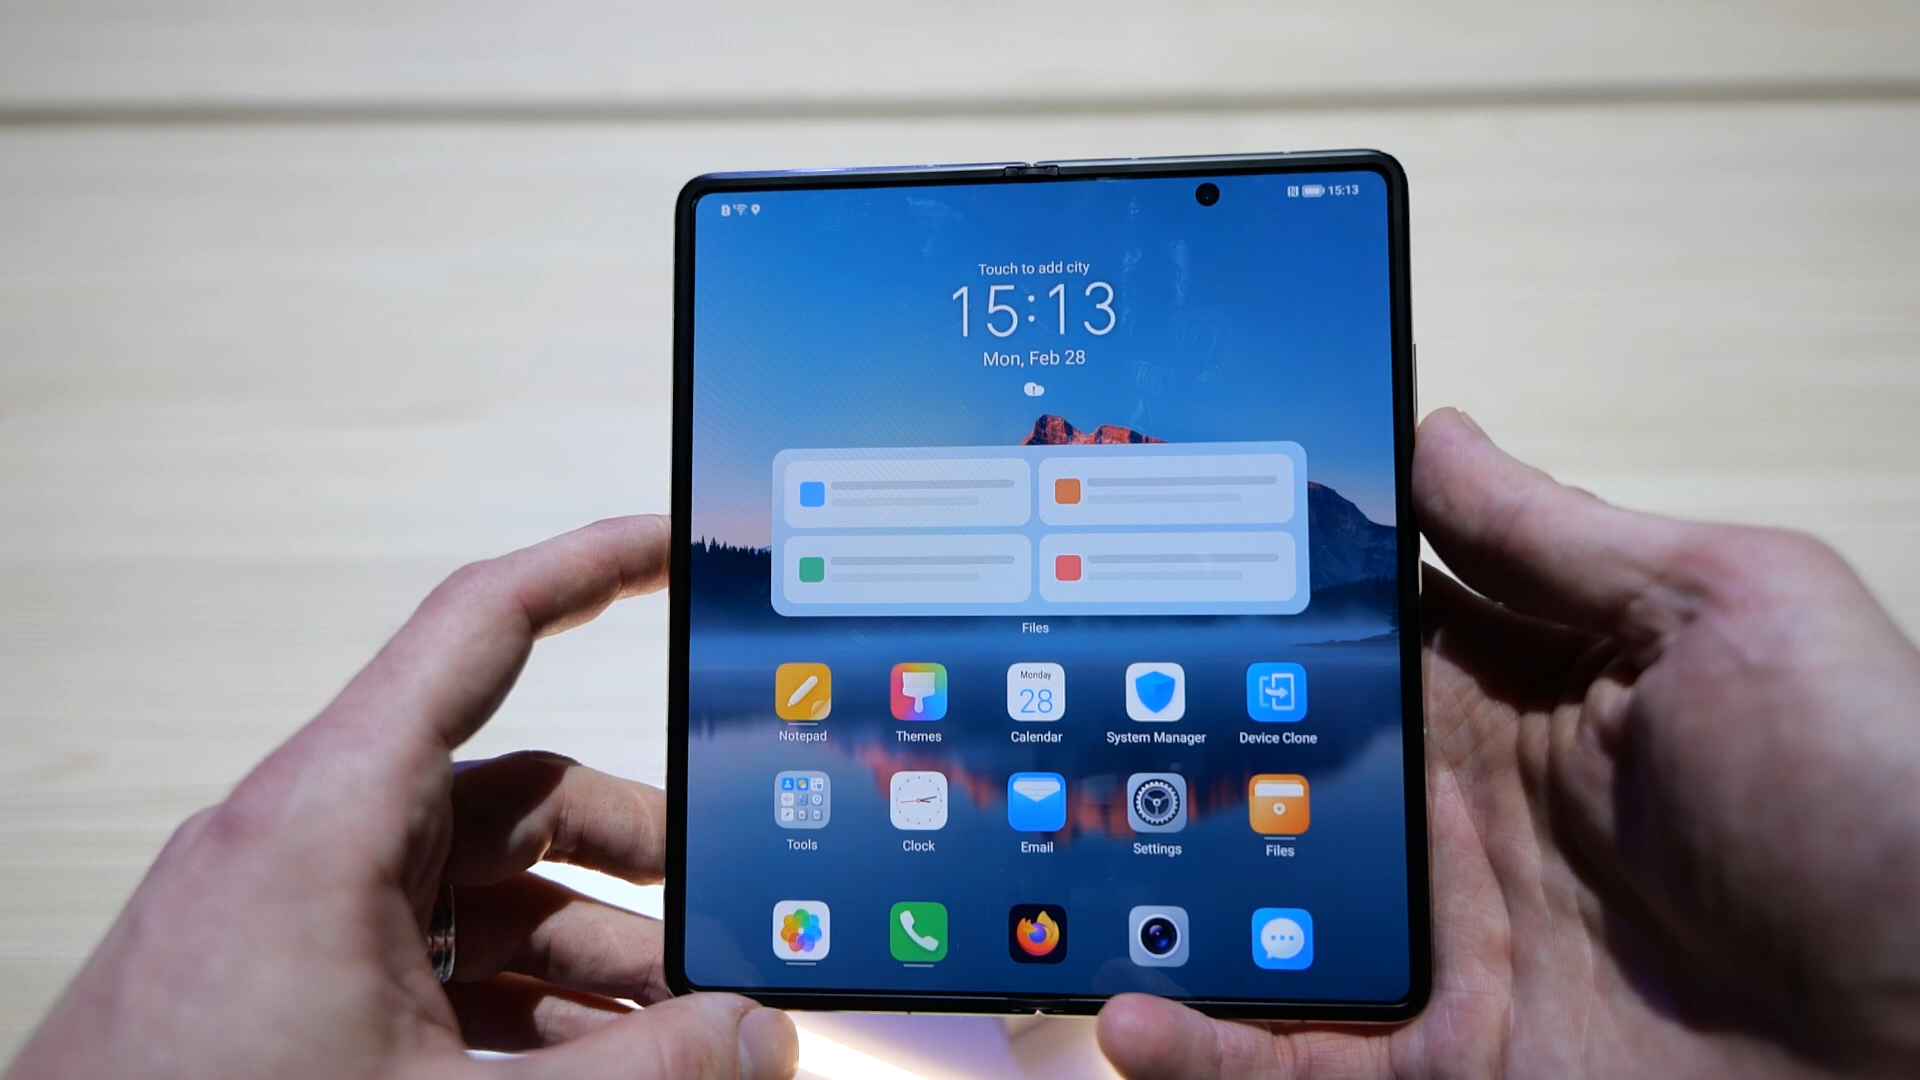 15:13
Touch to add city
15:13
Mon, Feb 28
Files
Monday
28
Notepad
Themes
Calendar
System Manager
Device Clone
Tools
Clock
Email
Settings
Files